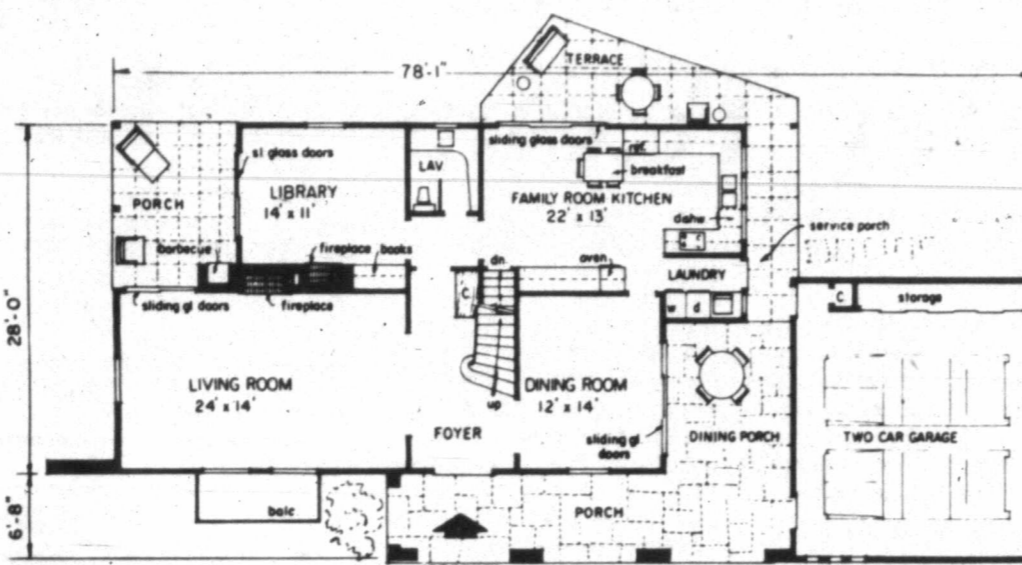 TERRACE
78'-1"
sliding glass doors
ref.
sl glass doors
LAV
breakfast
LIBRARY
14' x 11'
FAMILY ROOM KITCHEN
22' x 13'
PORCH
dishw
service porch
barbecue
fireplace
books
dn.
oven
LAUNDRY
C
C
storage
sliding gl doors
fireplace
w
d
28'-0"
LIVING ROOM
24' x 14'
DINING ROOM
12' x 14'
up
FOYER
sliding gl
doors
DINING PORCH
TWO CAR GARAGE
6'-8"
balc.
PORCH